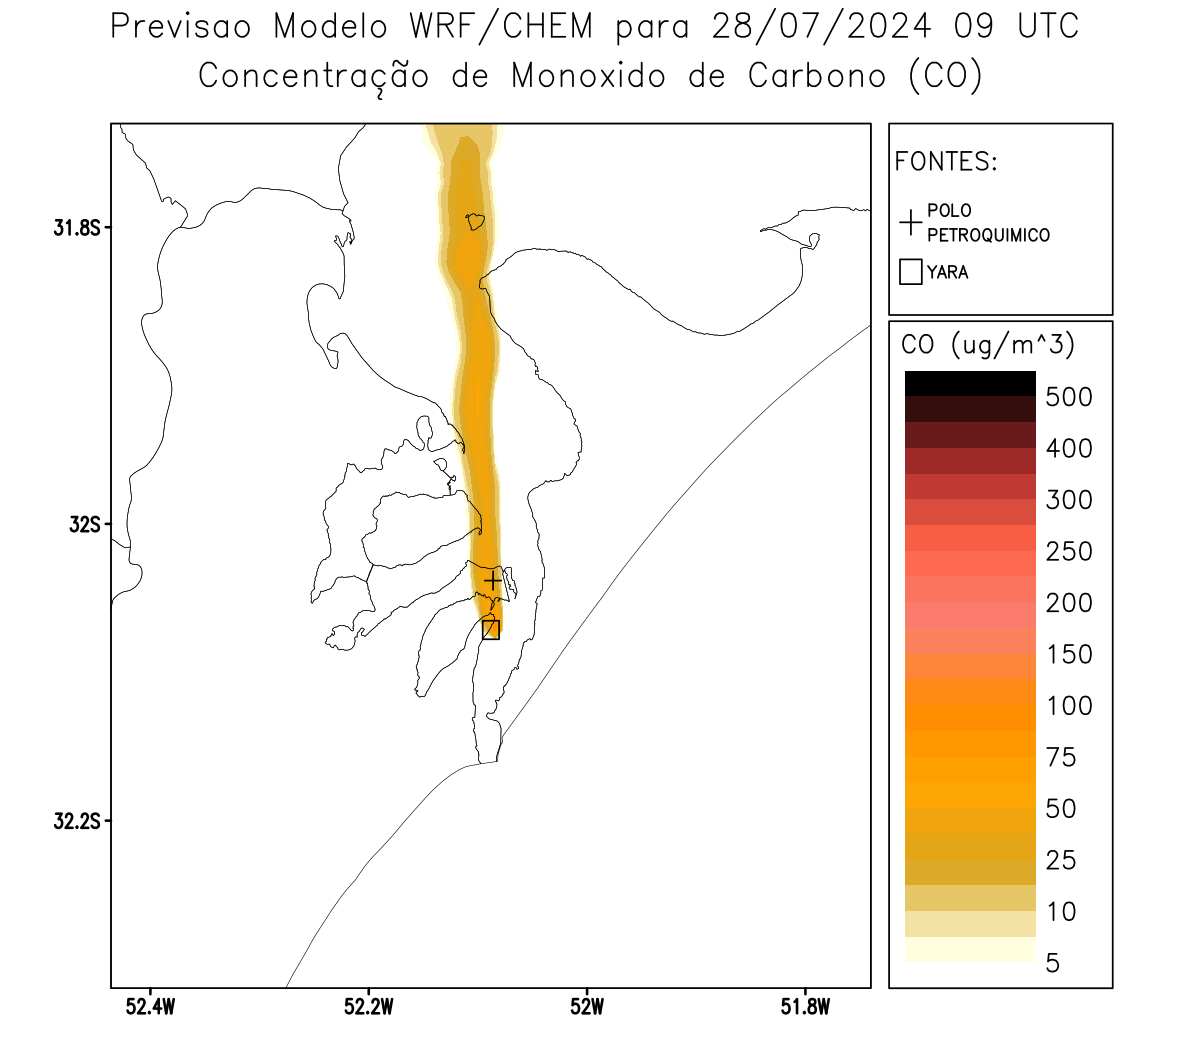 Previsao Modelo WRF/CHEM para 28/07/2024 09 UTC
Concentração de Monoxido de Carbono (CO)
FONTES:
POLO
PETROQUIMICO
YARA
CO (ug/m^3)
500
400
300
250
200
150
100
75
50
25
10
5
31.8S
32S
32.2S
52.4W
52.2W
52W
51.8W